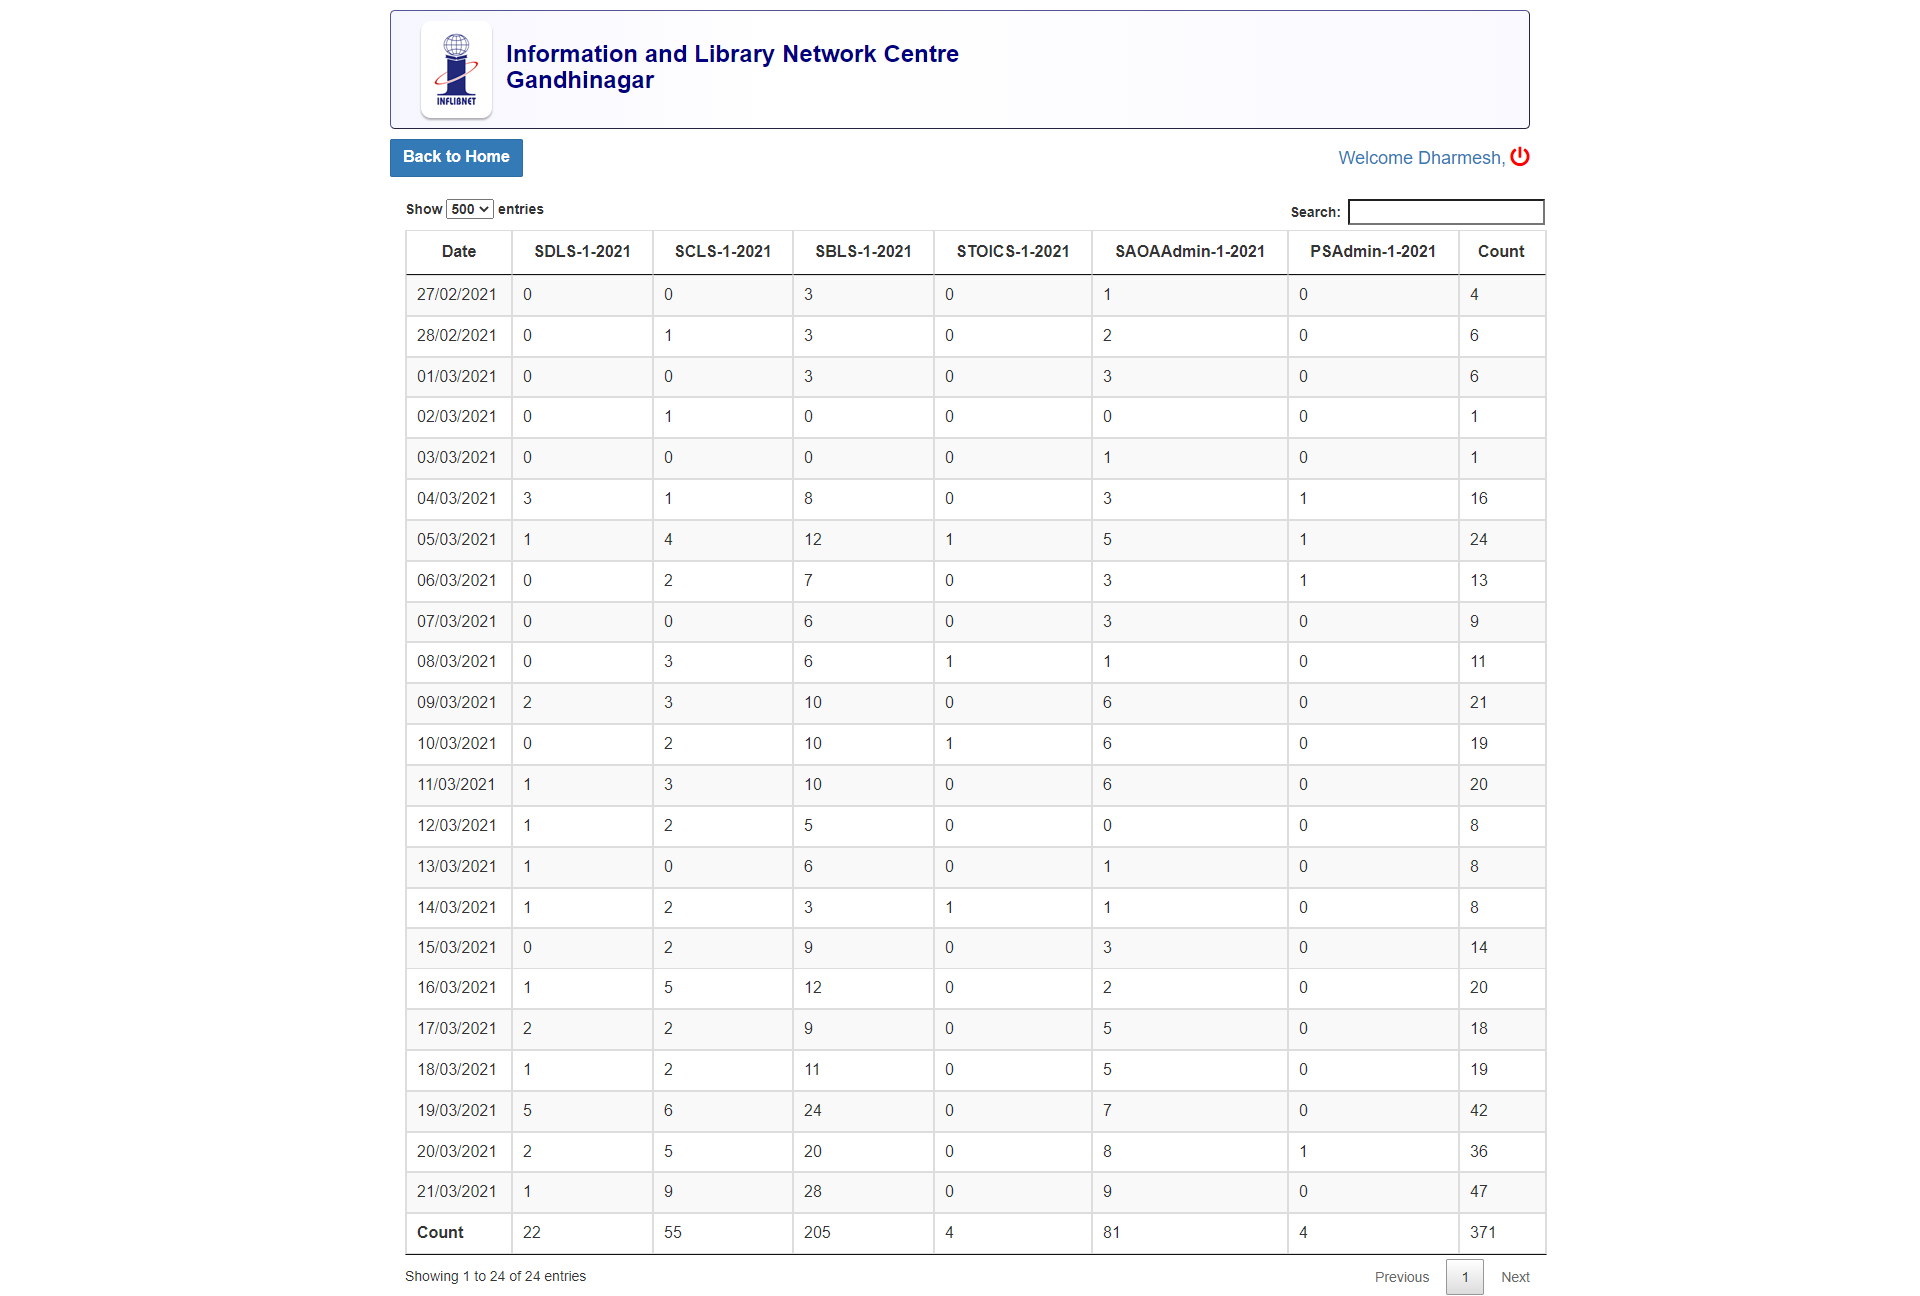 INFLIBNET
Information and Library Network Centre
Gandhinagar
Back to Home
Welcome Dharmesh,
Show 500 entries
Search:
Date SDLS-1-2021 SCLS-1-2021 SBLS-1-2021 STOICS-1-2021 SAOAAdmin-1-2021 PSAdmin-1-2021 Count
27/02/2021 0 0 3 0 1 0 4
28/02/2021 0 1 3 0 2 0 6
01/03/2021 0 0 3 0 3 0 6
02/03/2021 0 1 0 0 0 0 1
03/03/2021 0 0 0 0 1 0 1
04/03/2021 3 1 8 0 3 1 16
05/03/2021 1 4 12 1 5 1 24
06/03/2021 0 2 7 0 3 1 13
07/03/2021 0 0 6 0 3 0 9
08/03/2021 0 3 6 1 1 0 11
09/03/2021 2 3 10 0 6 0 21
10/03/2021 0 2 10 1 6 0 19
11/03/2021 1 3 10 0 6 0 20
12/03/2021 1 2 5 0 0 0 8
13/03/2021 1 0 6 0 1 0 8
14/03/2021 1 2 3 1 1 0 8
15/03/2021 0 2 9 0 3 0 14
16/03/2021 1 5 12 0 2 0 20
17/03/2021 2 2 9 0 5 0 18
18/03/2021 1 2 11 0 5 0 19
19/03/2021 5 6 24 0 7 0 42
20/03/2021 2 5 20 0 8 1 36
21/03/2021 1 9 28 0 9 0 47
Count 22 55 205 4 81 4 371
Showing 1 to 24 of 24 entries
Previous 1 Next